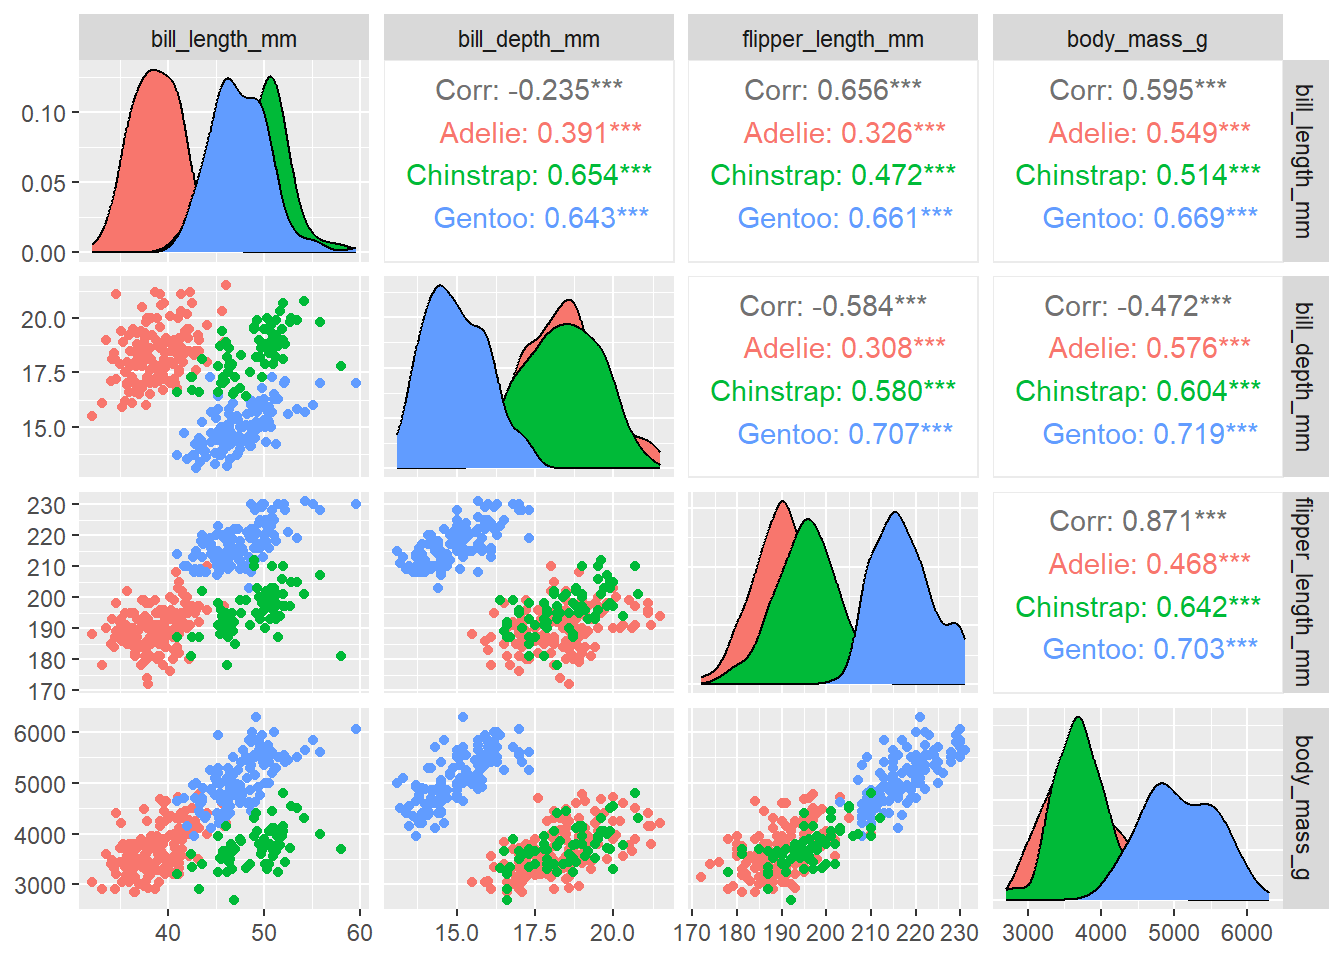 bill_length_mm
bill_depth_mm
flipper_length_mm
body_mass_g
0.10
0.05
0.00
Corr: -0.235***
Adelie: 0.391***
Chinstrap: 0.654***
Gentoo: 0.643***
Corr: 0.656***
Adelie: 0.326***
Chinstrap: 0.472***
Gentoo: 0.661***
Corr: 0.595***
Adelie: 0.549***
Chinstrap: 0.514***
Gentoo: 0.669***
bill_length_mm
20.0
17.5
15.0
Corr: -0.584***
Adelie: 0.308***
Chinstrap: 0.580***
Gentoo: 0.707***
Corr: -0.472***
Adelie: 0.576***
Chinstrap: 0.604***
Gentoo: 0.719***
bill_depth_mm
230
220
210
200
190
180
170
Corr: 0.871***
Adelie: 0.468***
Chinstrap: 0.642***
Gentoo: 0.703***
flipper_length_mm
6000
5000
4000
3000
body_mass_g
40 50 60
15.0 17.5 20.0
170 180 190 200 210 220 230
3000 4000 5000 6000